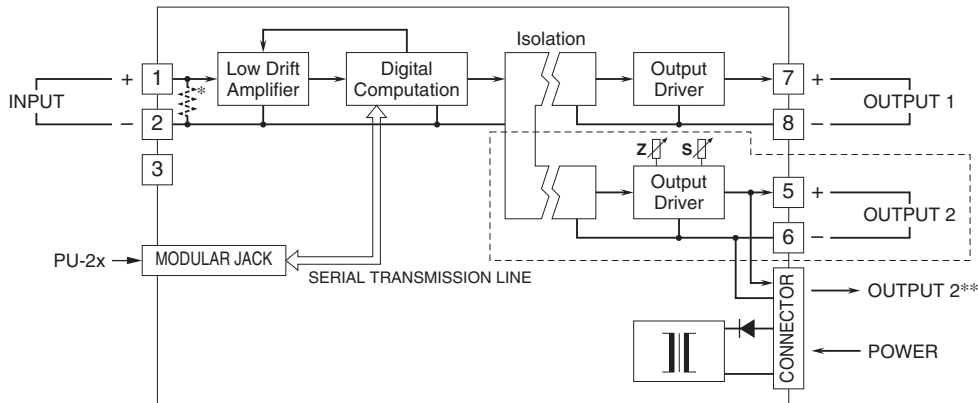 Isolation
+ 1
Low Drift
Amplifier
Digital
Computation
Output
Driver
7 +
INPUT
*
OUTPUT 1
− 2
8 −
3
Z
S
Output
Driver
5 +
OUTPUT 2
6 −
PU-2x
MODULAR JACK
SERIAL TRANSMISSION LINE
CONNECTOR
OUTPUT 2**
POWER